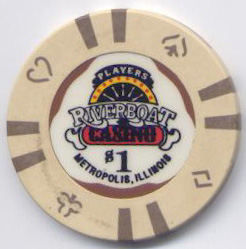 PLAYERS
RIVERBOAT
CASINO
$1
METROPOLIS, ILLINOIS